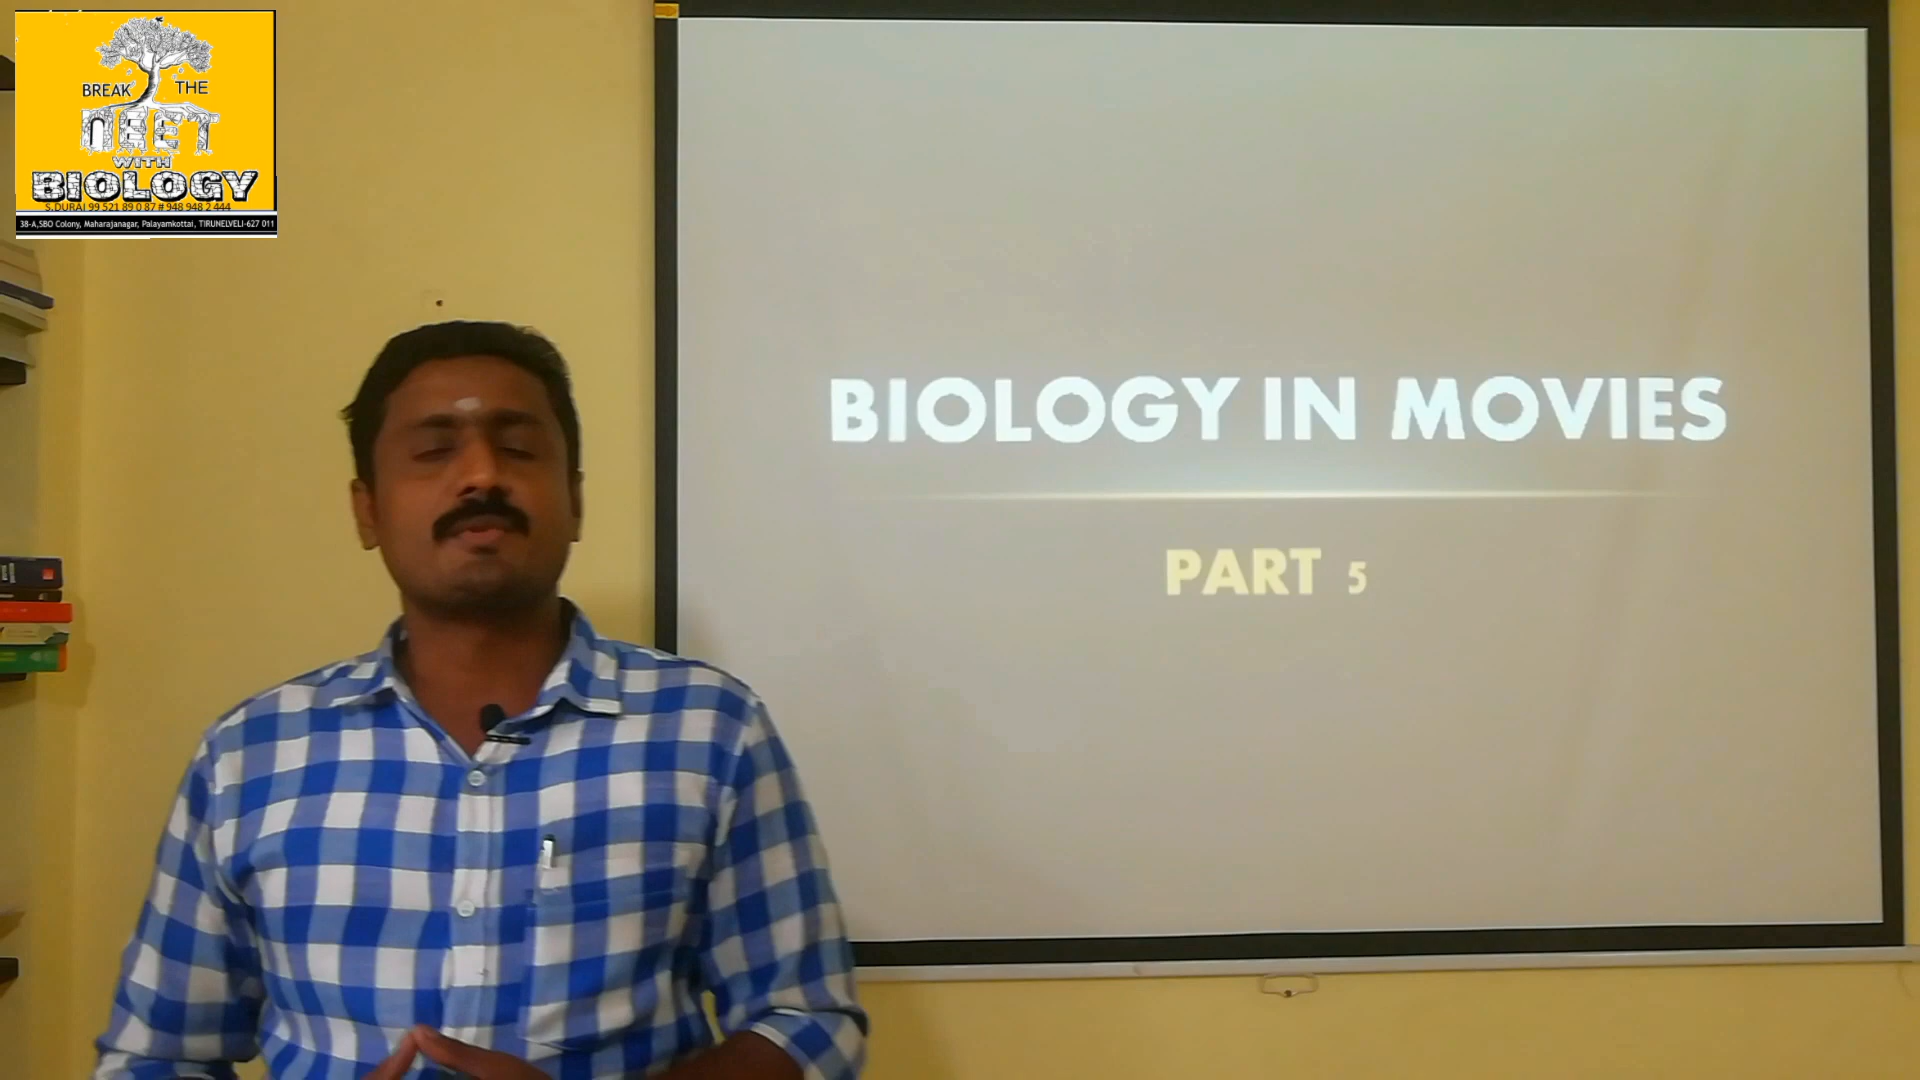 BREAK THE
NEET
WITH
BIOLOGY
S.DURAI 99 521 89 0 87 # 948 948 2 444
38-A,SBO Colony, Maharajanagar, Palayamkottai, TIRUNELVELI-627 011
BIOLOGY IN MOVIES
PART 5